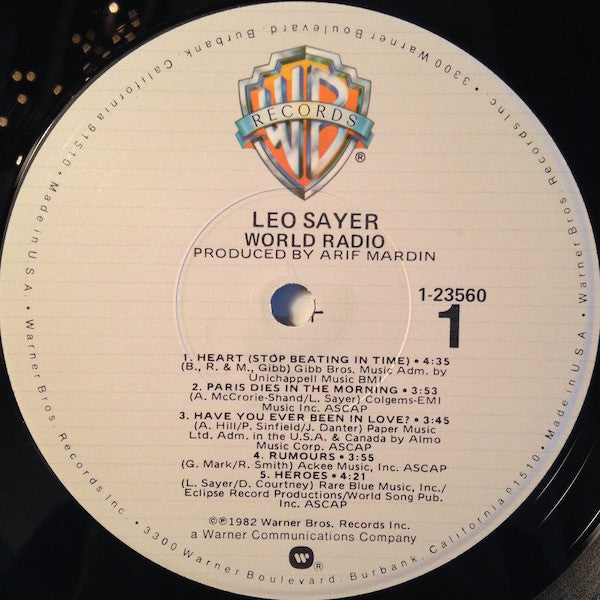 3300 Warner Boulevard. Burbank. California 91510 • Made in U.S.A. • Warner Bros. Records Inc. • 3300 Warner Boulevard. Burbank. California 91510 • Made in U.S.A. • Warner Bros. Records Inc. •
WB
RECORDS
®
LEO SAYER
WORLD RADIO
PRODUCED BY ARIF MARDIN
1-23560
1
1. HEART (STOP BEATING IN TIME) • 4:35
(B., R. & M., Gibb) Gibb Bros. Music Adm. by
Unichappell Music BMI
2. PARIS DIES IN THE MORNING • 3:53
(A. McCrorie-Shand/L. Sayer) Colgems-EMI
Music Inc. ASCAP
3. HAVE YOU EVER BEEN IN LOVE? • 3:45
(A. Hill/P. Sinfield/J. Danter) Paper Music
Ltd. Adm. in the U.S.A. & Canada by Almo
Music Corp. ASCAP
4. RUMOURS • 3:55
(G. Mark/R. Smith) Ackee Music, Inc. ASCAP
5. HEROES • 4:21
(L. Sayer/D. Courtney) Rare Blue Music, Inc./
Eclipse Record Productions/World Song Pub.
Inc. ASCAP
©℗1982 Warner Bros. Records Inc.
a Warner Communications Company
®